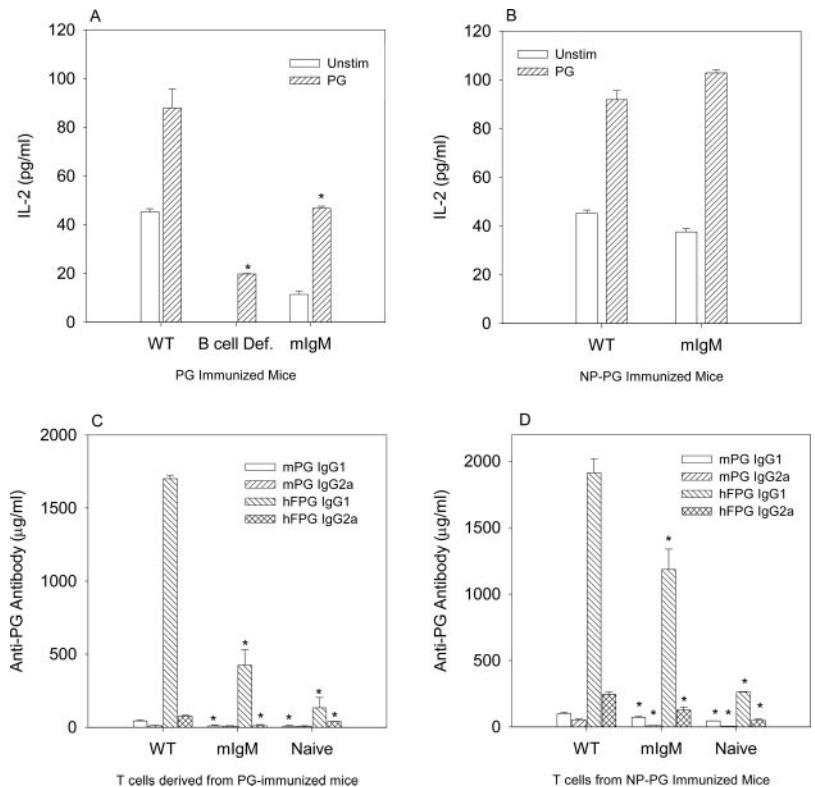 A
120
100
80
60
40
20
0
IL-2 (pg/ml)
Unstim
PG
*
*
WT B cell Def. mIgM
PG Immunized Mice
B
120
100
80
60
40
20
0
IL-2 (pg/ml)
Unstim
PG
WT mIgM
NP-PG Immunized Mice
C
2000
1500
1000
500
0
Anti-PG Antibody (µg/ml)
mPG IgG1
mPG IgG2a
hFPG IgG1
hFPG IgG2a
* * * * * *
WT mIgM Naive
T cells derived from PG-immunized mice
D
2000
1500
1000
500
0
Anti-PG Antibody (µg/ml)
mPG IgG1
mPG IgG2a
hFPG IgG1
hFPG IgG2a
* * * * * * * *
WT mIgM Naive
T cells from NP-PG Immunized Mice